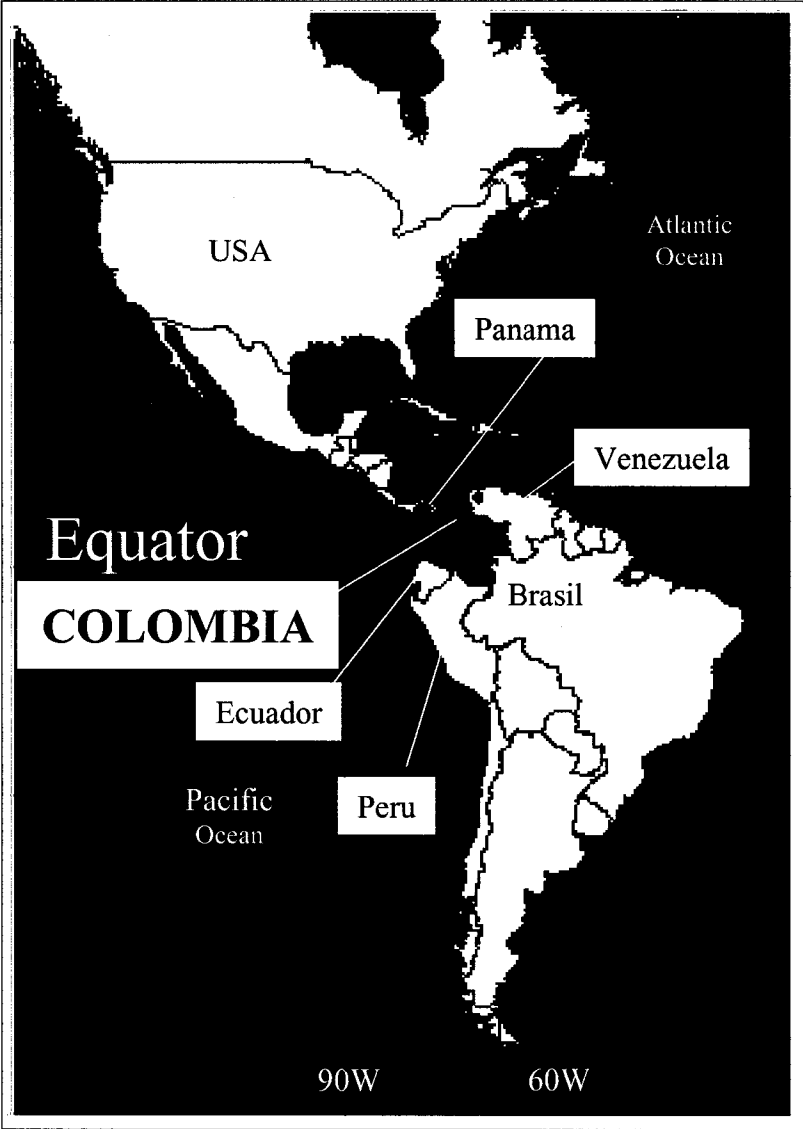 Atlantic
Ocean
USA
Panama
Venezuela
Equator
Brasil
COLOMBIA
Ecuador
Pacific
Ocean
Peru
90W
60W